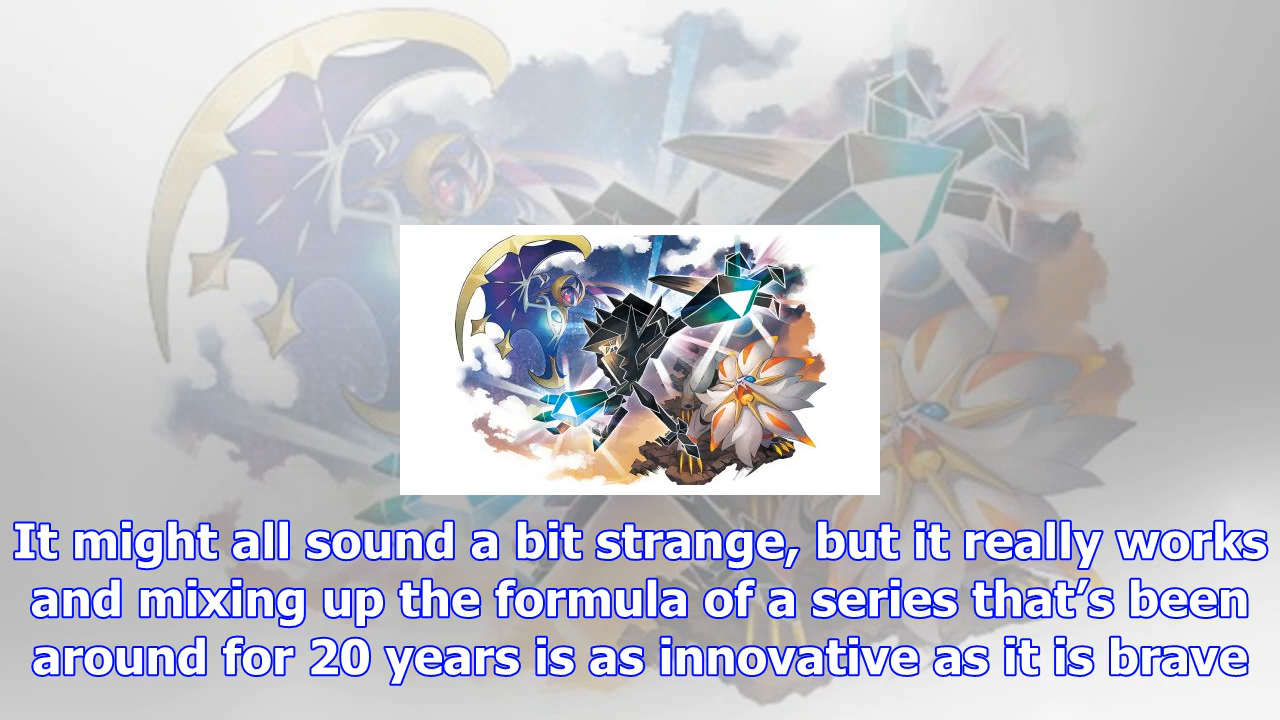 It might all sound a bit strange, but it really works
and mixing up the formula of a series that’s been
around for 20 years is as innovative as it is brave